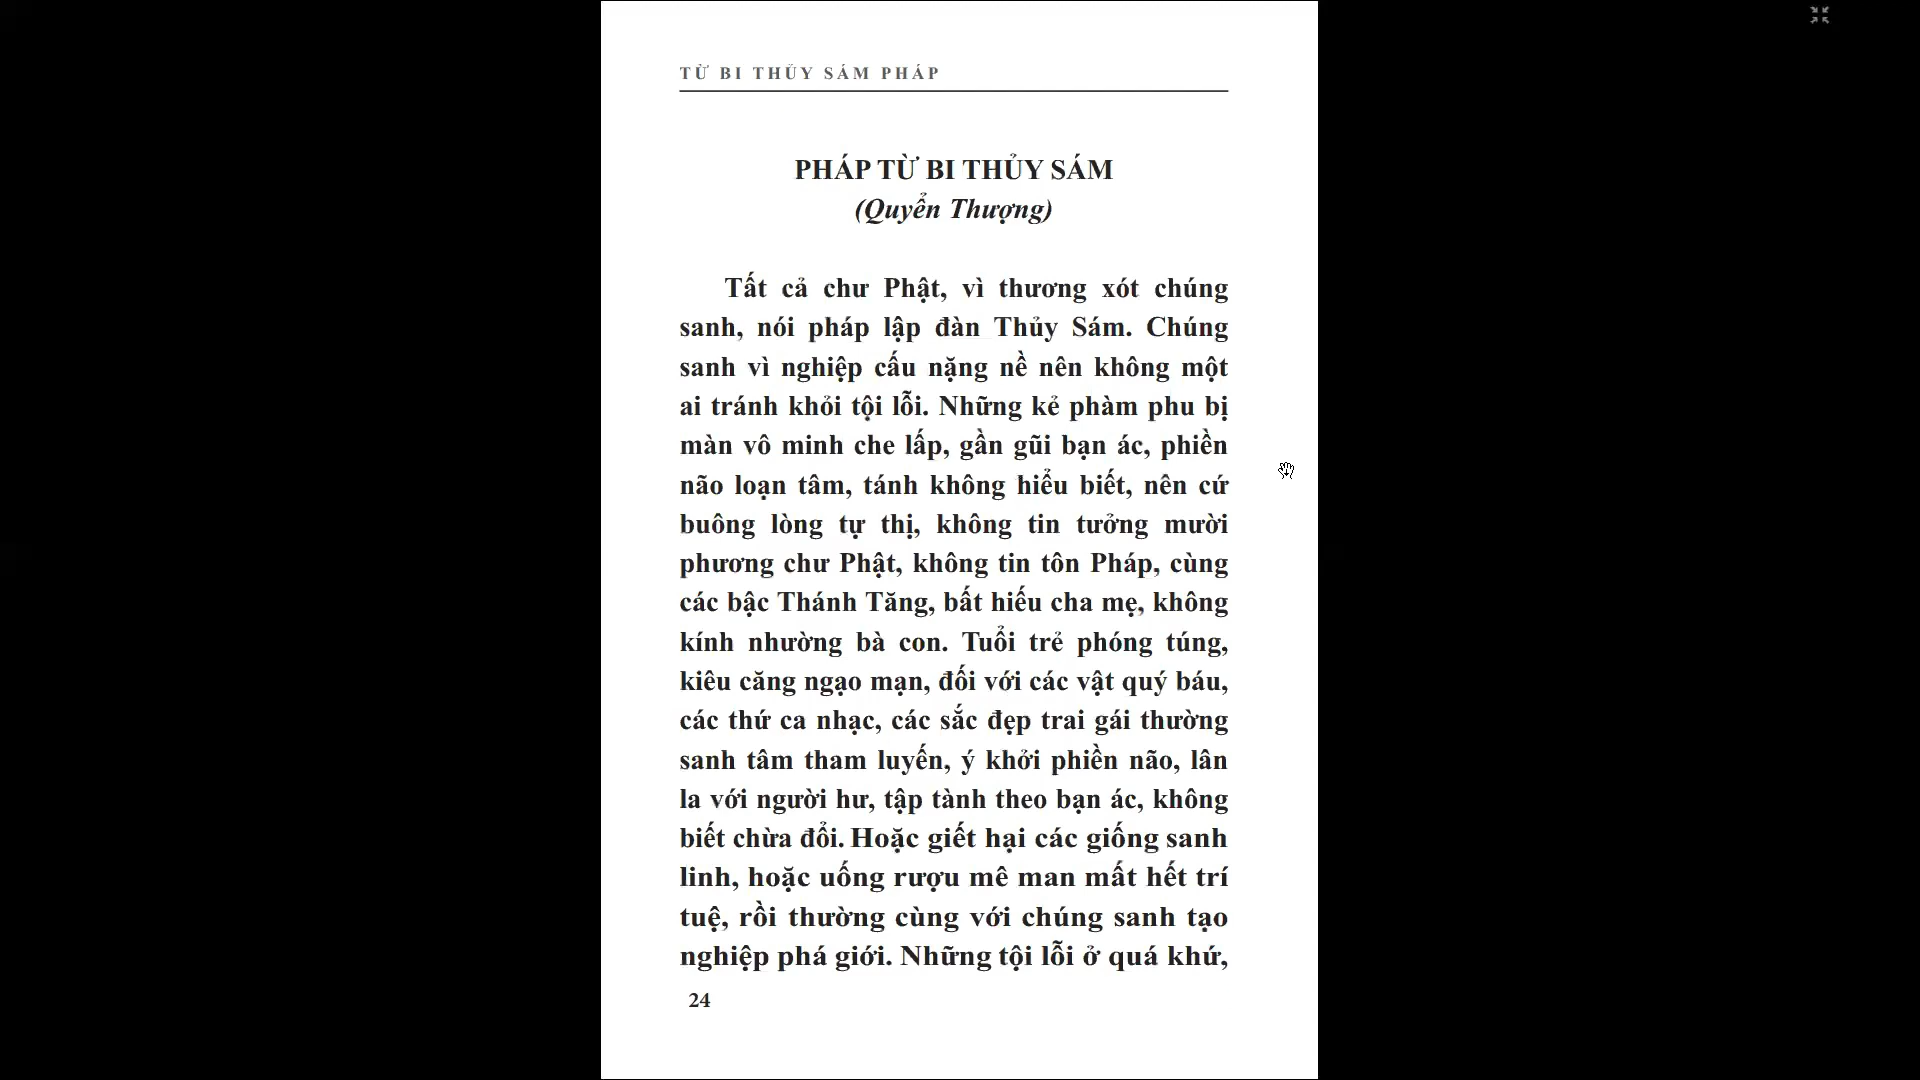 TỪ BI THỦY SÁM PHÁP
PHÁP TỪ BI THỦY SÁM
(Quyển Thượng)
Tất cả chư Phật, vì thương xót chúng
sanh, nói pháp lập đàn Thủy Sám. Chúng
sanh vì nghiệp cấu nặng nề nên không một
ai tránh khỏi tội lỗi. Những kẻ phàm phu bị
màn vô minh che lấp, gần gũi bạn ác, phiền
não loạn tâm, tánh không hiểu biết, nên cứ
buông lòng tự thị, không tin tưởng mười
phương chư Phật, không tin tôn Pháp, cùng
các bậc Thánh Tăng, bất hiếu cha mẹ, không
kính nhường bà con. Tuổi trẻ phóng túng,
kiêu căng ngạo mạn, đối với các vật quý báu,
các thứ ca nhạc, các sắc đẹp trai gái thường
sanh tâm tham luyến, ý khởi phiền não, lân
la với người hư, tập tành theo bạn ác, không
biết chừa đổi. Hoặc giết hại các giống sanh
linh, hoặc uống rượu mê man mất hết trí
tuệ, rồi thường cùng với chúng sanh tạo
nghiệp phá giới. Những tội lỗi ở quá khứ,
24